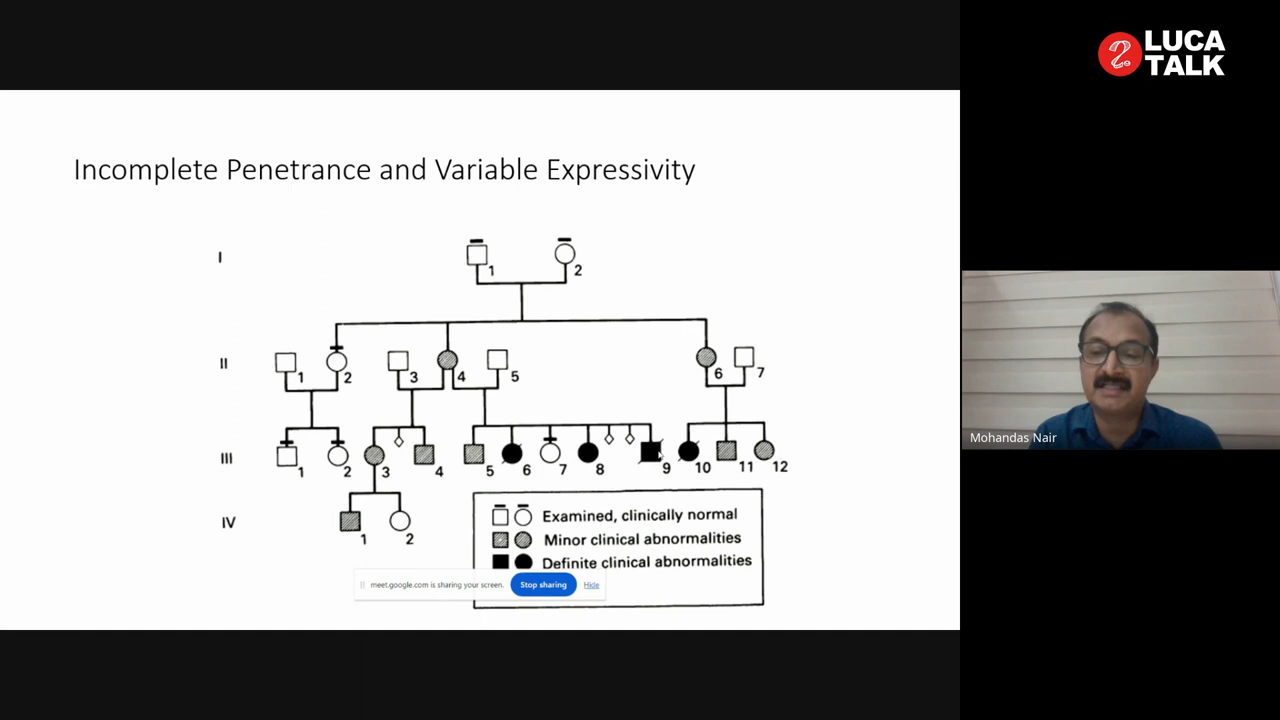 LUCA
TALK
Incomplete Penetrance and Variable Expressivity
I
1 2
II
1 2 3 4 5 6 7
III
1 2 3 4 5 6 7 8 9 10 11 12
IV
1 2
Examined, clinically normal
Minor clinical abnormalities
Definite clinical abnormalities
meet.google.com is sharing your screen. Stop sharing Hide
Mohandas Nair